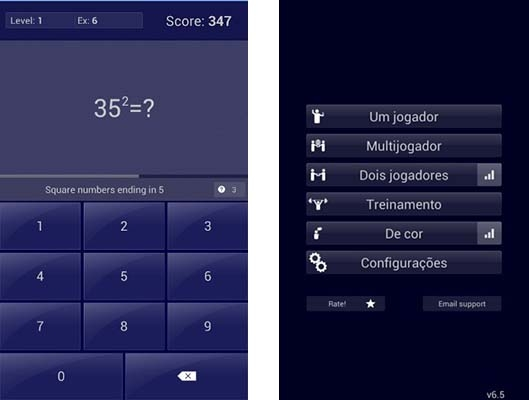 Level: 1 Ex: 6 Score: 347
35²=?
Square numbers ending in 5 ? 3
1 2 3
4 5 6
7 8 9
0
Um jogador
Multijogador
Dois jogadores
Treinamento
De cor
Configurações
Rate! Email support
v6.5